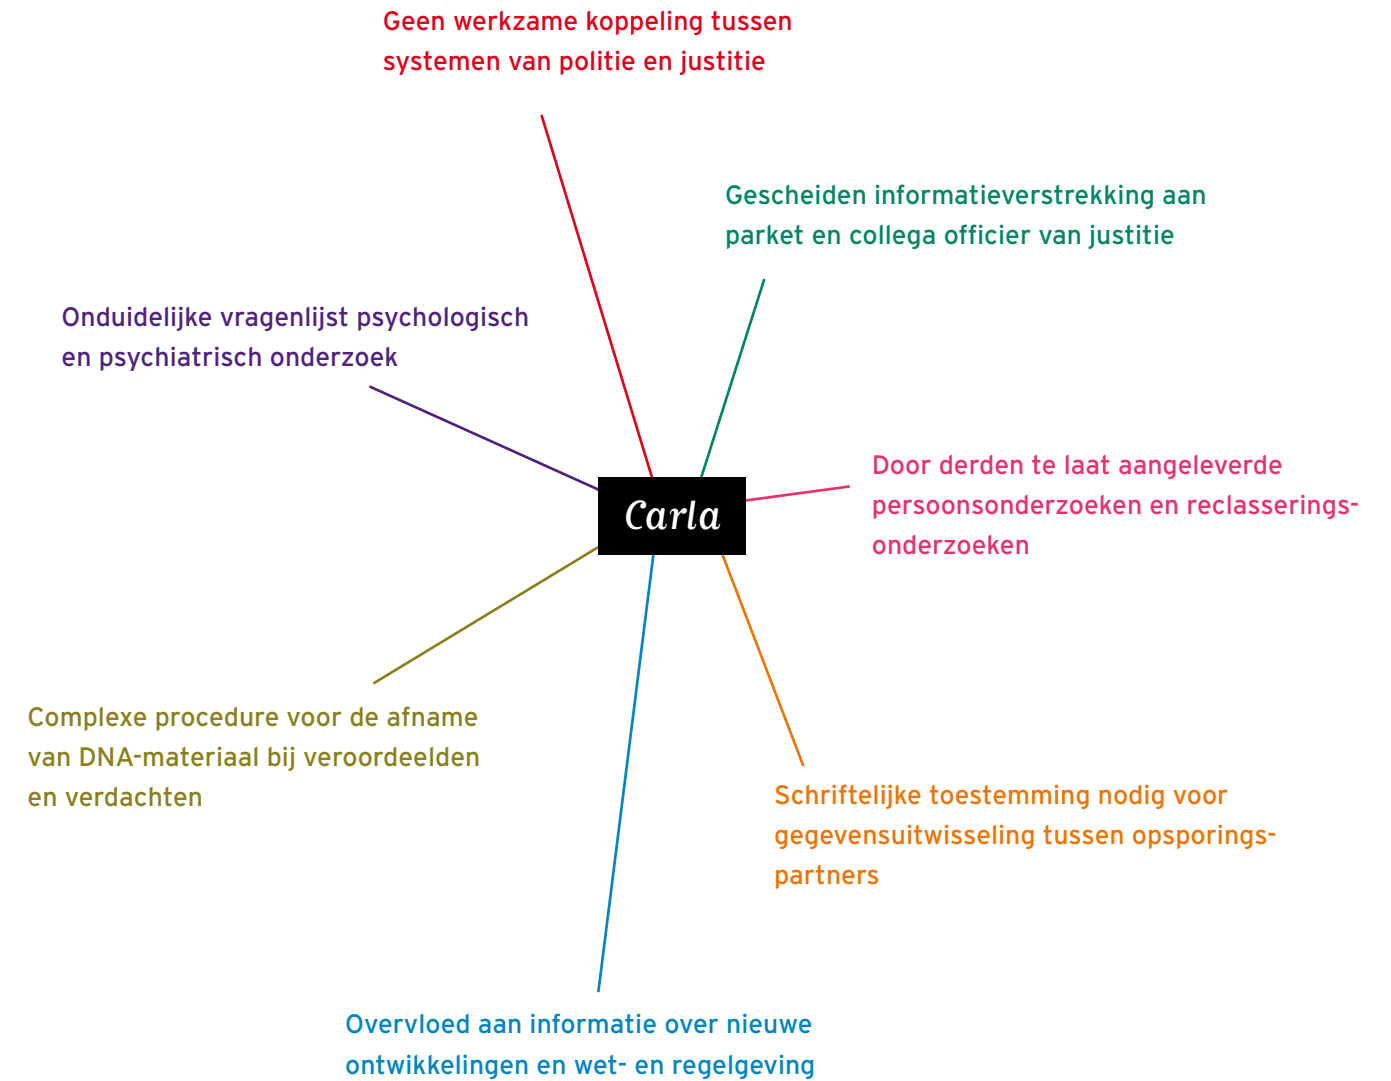 Geen werkzame koppeling tussen
systemen van politie en justitie
Gescheiden informatieverstrekking aan
parket en collega officier van justitie
Onduidelijke vragenlijst psychologisch
en psychiatrisch onderzoek
Door derden te laat aangeleverde
persoonsonderzoeken en reclasserings-
onderzoeken
Carla
Complexe procedure voor de afname
van DNA-materiaal bij veroordeelden
en verdachten
Schriftelijke toestemming nodig voor
gegevensuitwisseling tussen opsporings-
partners
Overvloed aan informatie over nieuwe
ontwikkelingen en wet- en regelgeving